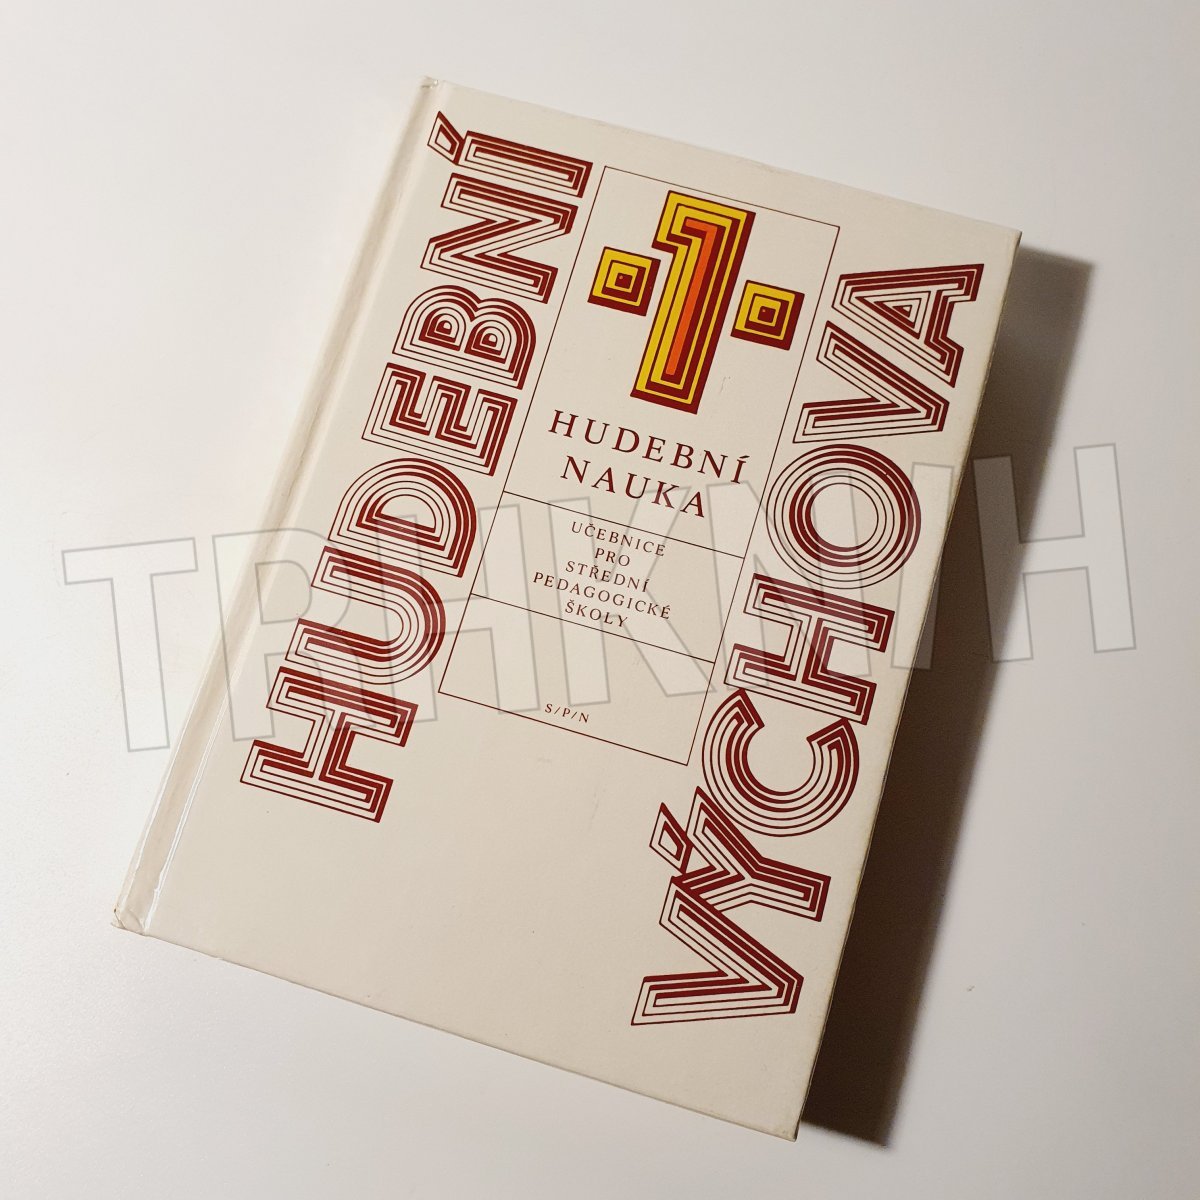 HUDEBNÍ
·1·
HUDEBNÍ
NAUKA
UČEBNICE
PRO
STŘEDNÍ
PEDAGOGICKÉ
ŠKOLY
S/P/N
VÝCHOVA
TRHKNIH